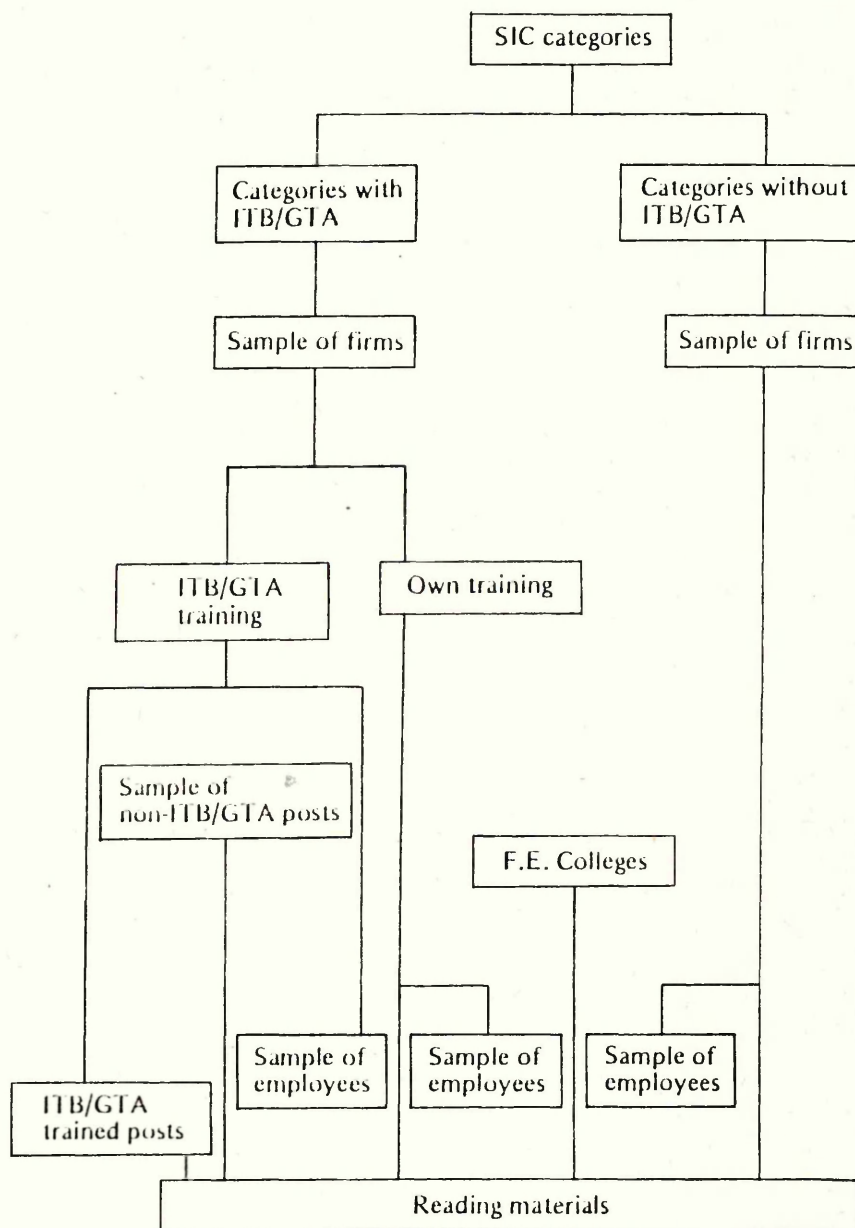 SIC categories
Categories with
ITB/GTA
Categories without
ITB/GTA
Sample of firms
Sample of firms
ITB/GTA
training
Own training
Sample of
non-ITB/GTA posts
F.E. Colleges
Sample of
employees
Sample of
employees
Sample of
employees
ITB/GTA
trained posts
Reading materials